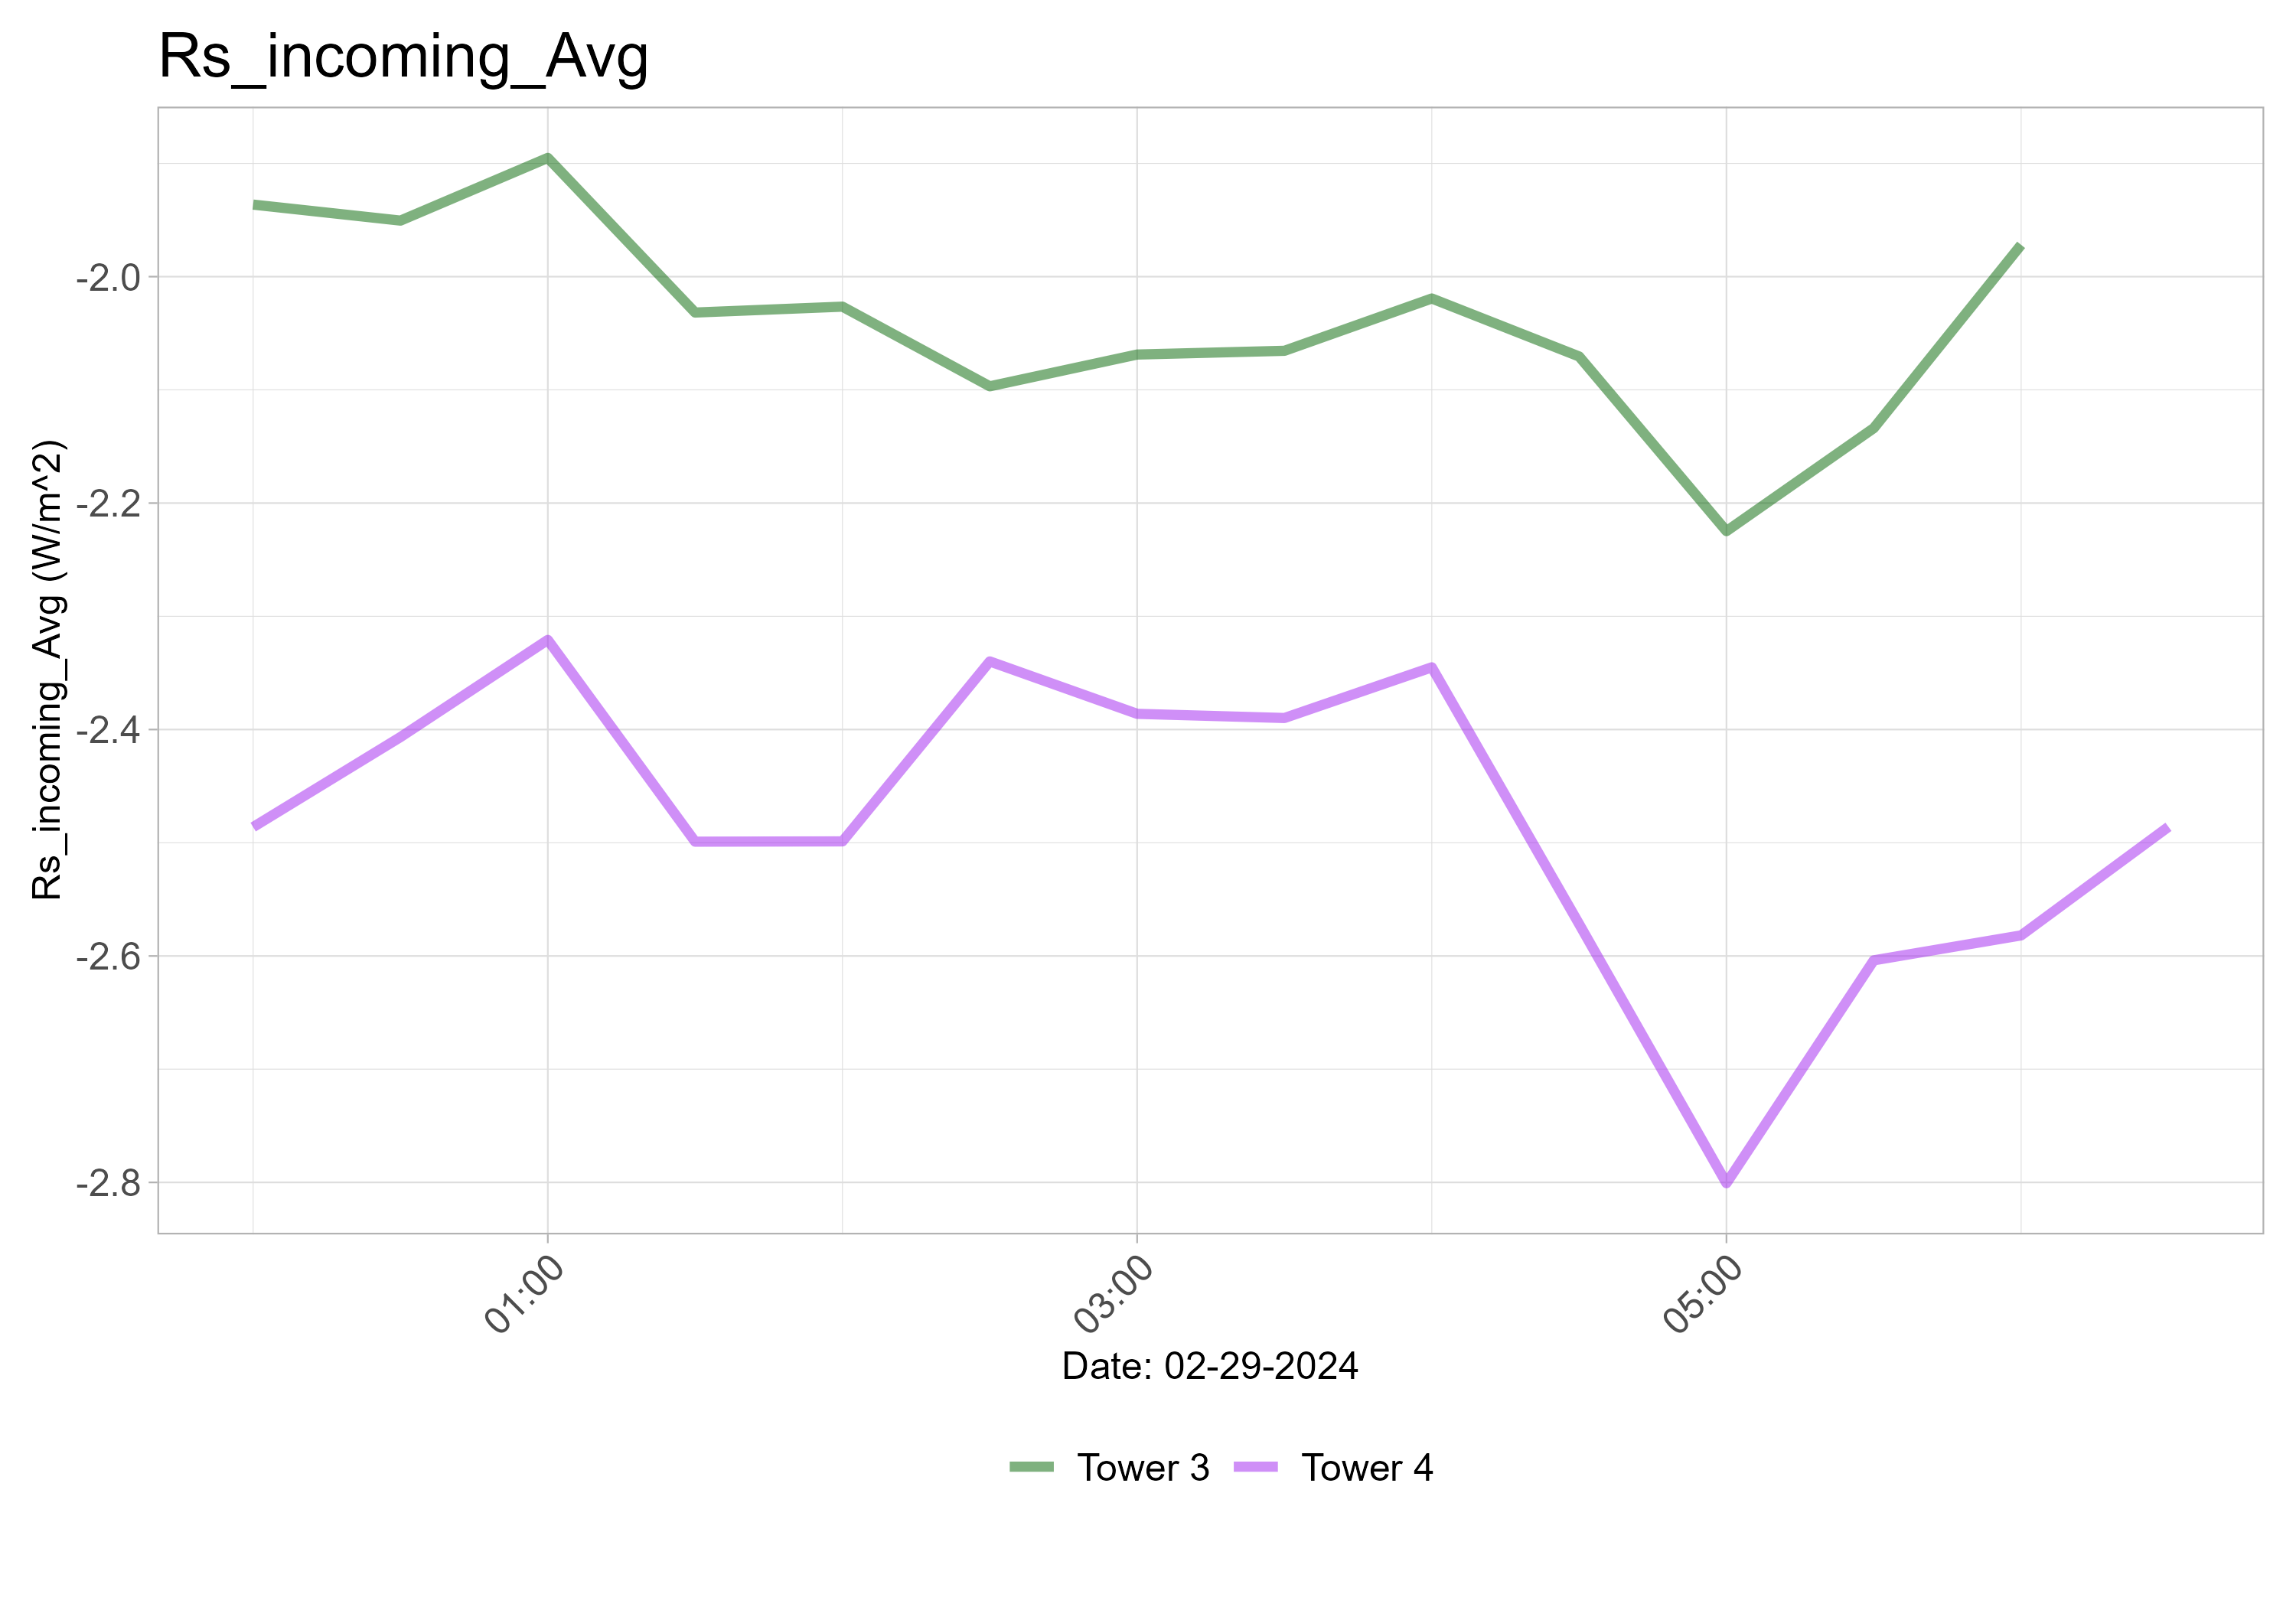 Rs_incoming_Avg
Rs_incoming_Avg (W/m^2)
-2.0
-2.2
-2.4
-2.6
-2.8
01:00
03:00
05:00
Date: 02-29-2024
Tower 3
Tower 4